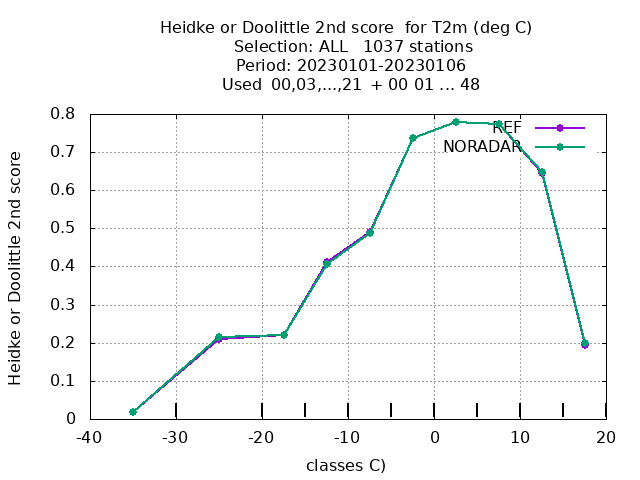 Heidke or Doolittle 2nd score for T2m (deg C)
Selection: ALL 1037 stations
Period: 20230101-20230106
Used 00,03,...,21 + 00 01 ... 48
Heidke or Doolittle 2nd score
0.8
0.7
0.6
0.5
0.4
0.3
0.2
0.1
0
REF
NORADAR
-40
-30
-20
-10
0
10
20
classes C)